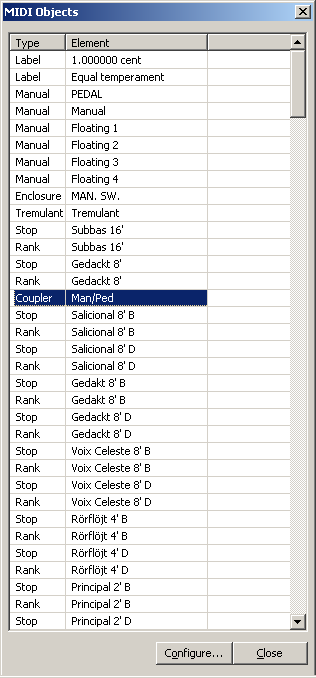 MIDI Objects
Type Element
Label 1.000000 cent
Label Equal temperament
Manual PEDAL
Manual Manual
Manual Floating 1
Manual Floating 2
Manual Floating 3
Manual Floating 4
Enclosure MAN. SW.
Tremulant Tremulant
Stop Subbas 16'
Rank Subbas 16'
Stop Gedackt 8'
Rank Gedackt 8'
Coupler Man/Ped
Stop Salicional 8' B
Rank Salicional 8' B
Stop Salicional 8' D
Rank Salicional 8' D
Stop Gedakt 8' B
Rank Gedakt 8' B
Stop Gedackt 8' D
Rank Gedackt 8' D
Stop Voix Celeste 8' B
Rank Voix Celeste 8' B
Stop Voix Celeste 8' D
Rank Voix Celeste 8' D
Stop Rörflöjt 4' B
Rank Rörflöjt 4' B
Stop Rörflöjt 4' D
Rank Rörflöjt 4' D
Stop Principal 2' B
Rank Principal 2' B
Stop Principal 2' D
Configure... Close